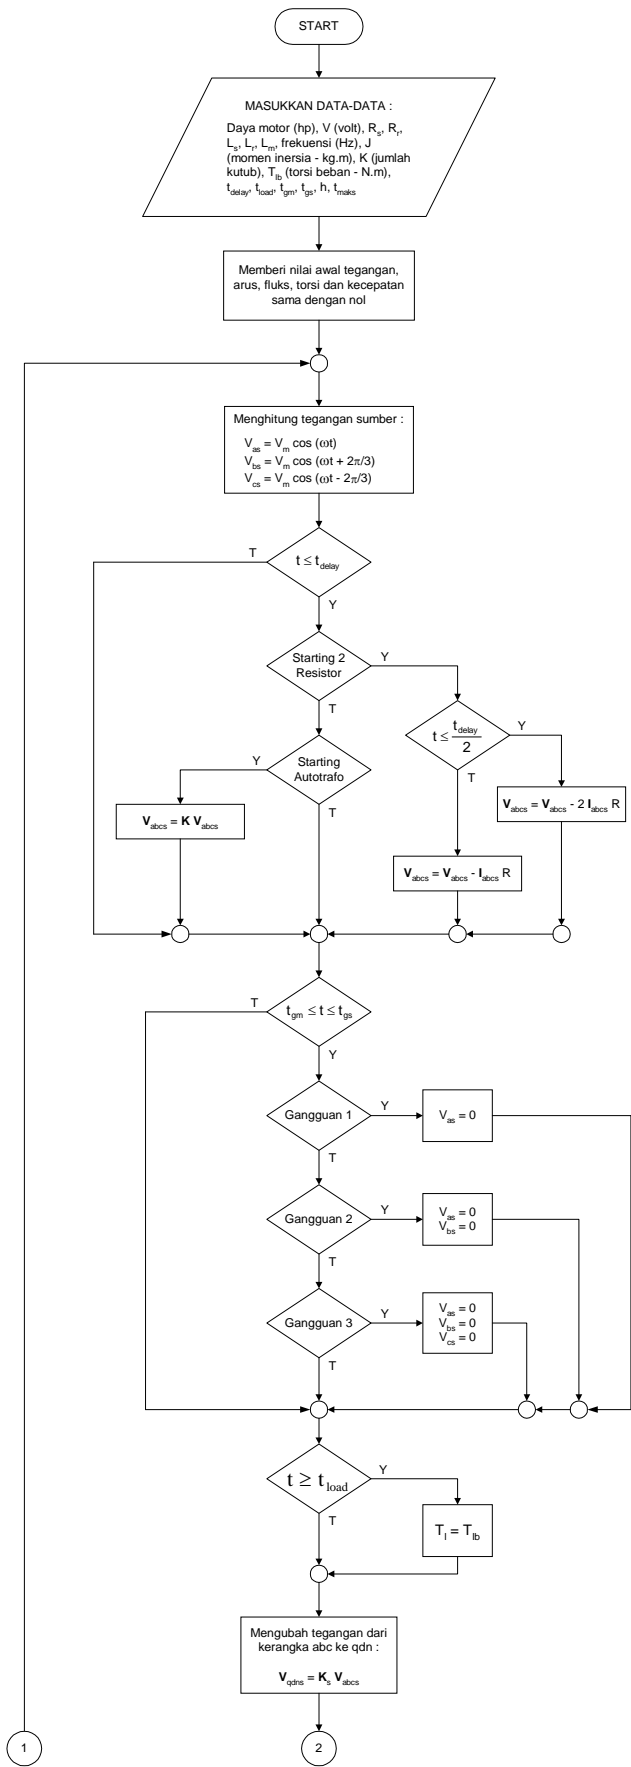 START
MASUKKAN DATA-DATA :
Daya motor (hp), V (volt), Rs, Rr,
Ls, Lr, Lm, frekuensi (Hz), J
(momen inersia - kg.m), K (jumlah
kutub), Tlb (torsi beban - N.m),
tdelay, tload, tgm, tgs, h, tmaks
Memberi nilai awal tegangan,
arus, fluks, torsi dan kecepatan
sama dengan nol
Menghitung tegangan sumber :
Vas = Vm cos (ωt)
Vbs = Vm cos (ωt + 2π/3)
Vcs = Vm cos (ωt - 2π/3)
T
t ≤ tdelay
Y
Starting 2
Resistor
Y
T
t ≤ tdelay/2
Y
T
Starting
Autotrafo
Y
T
Vabcs = K Vabcs
Vabcs = Vabcs - 2 Iabcs R
Vabcs = Vabcs - Iabcs R
T
tgm ≤ t ≤ tgs
Y
Gangguan 1
Y
Vas = 0
T
Gangguan 2
Y
Vas = 0
Vbs = 0
T
Gangguan 3
Y
Vas = 0
Vbs = 0
Vcs = 0
T
t ≥ tload
Y
T
Tl = Tlb
Mengubah tegangan dari
kerangka abc ke qdn :
Vqdns = Ks Vabcs
1
2